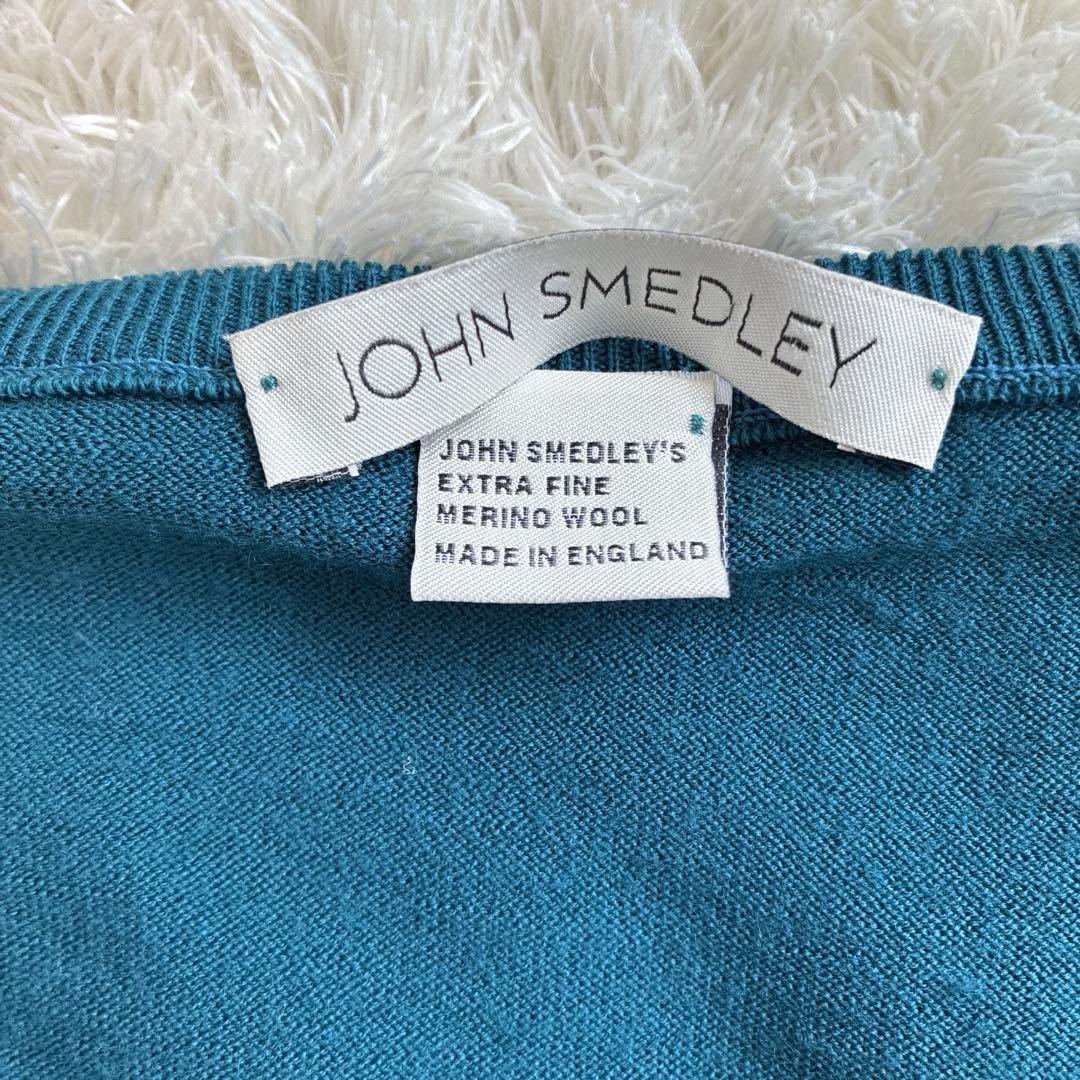 JOHN SMEDLEY
JOHN SMEDLEY'S
EXTRA FINE
MERINO WOOL
MADE IN ENGLAND